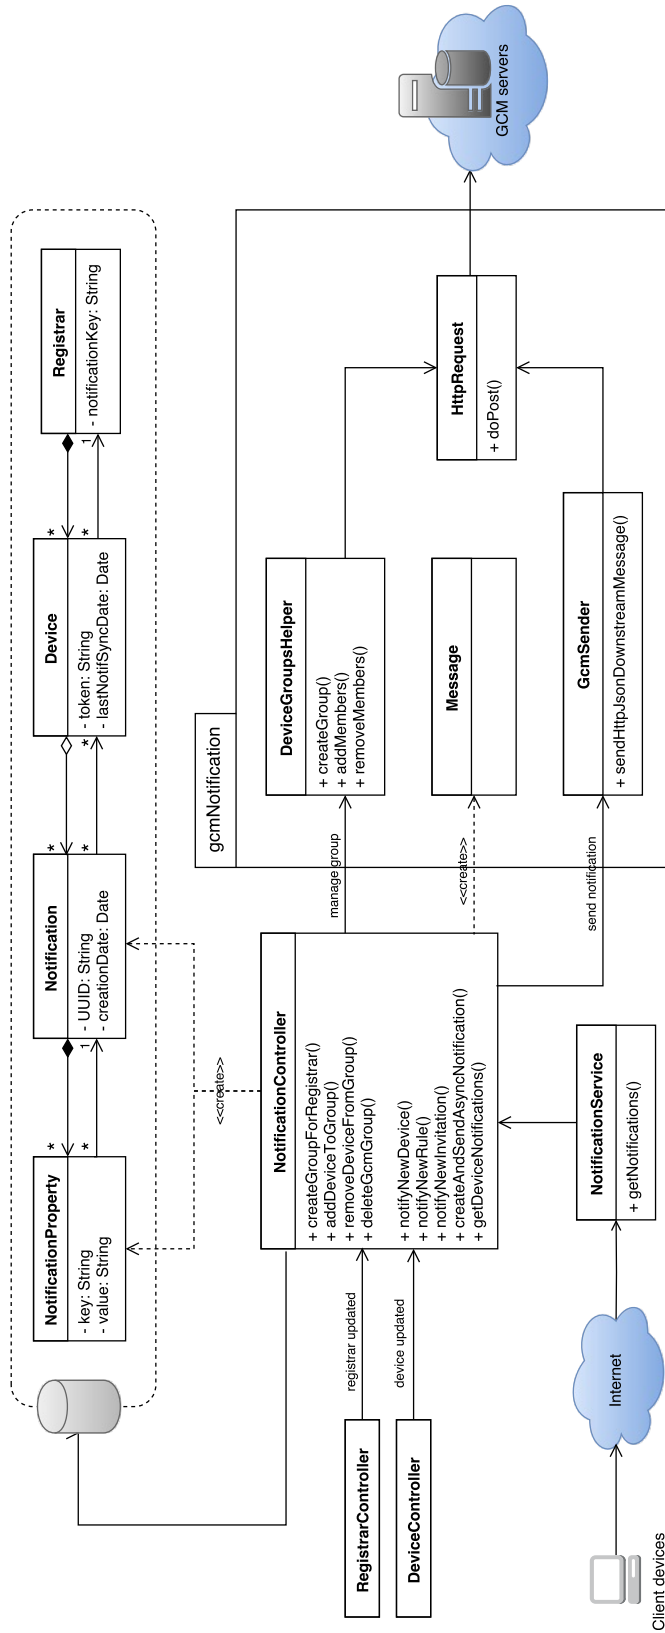 NotificationProperty
- key: String
- value: String
*
*
1
Notification
- UUID: String
- creationDate: Date
*
*
*
Device
- token: String
- lastNotifSyncDate: Date
*
*
1
Registrar
- notificationKey: String
<<create>>
gcmNotification
GCM servers
RegistrarController
DeviceController
registrar updated
device updated
NotificationController
+ createGroupForRegistrar()
+ addDeviceToGroup()
+ removeDeviceFromGroup()
+ deleteGcmGroup()
+ notifyNewDevice()
+ notifyNewRule()
+ notifyNewInvitation()
+ createAndSendAsyncNotification()
+ getDeviceNotifications()
manage group
<<create>>
send notification
DeviceGroupsHelper
+ createGroup()
+ addMembers()
+ removeMembers()
Message
GcmSender
+ sendHttpJsonDownstreamMessage()
HttpRequest
+ doPost()
Client devices
Internet
NotificationService
+ getNotifications()